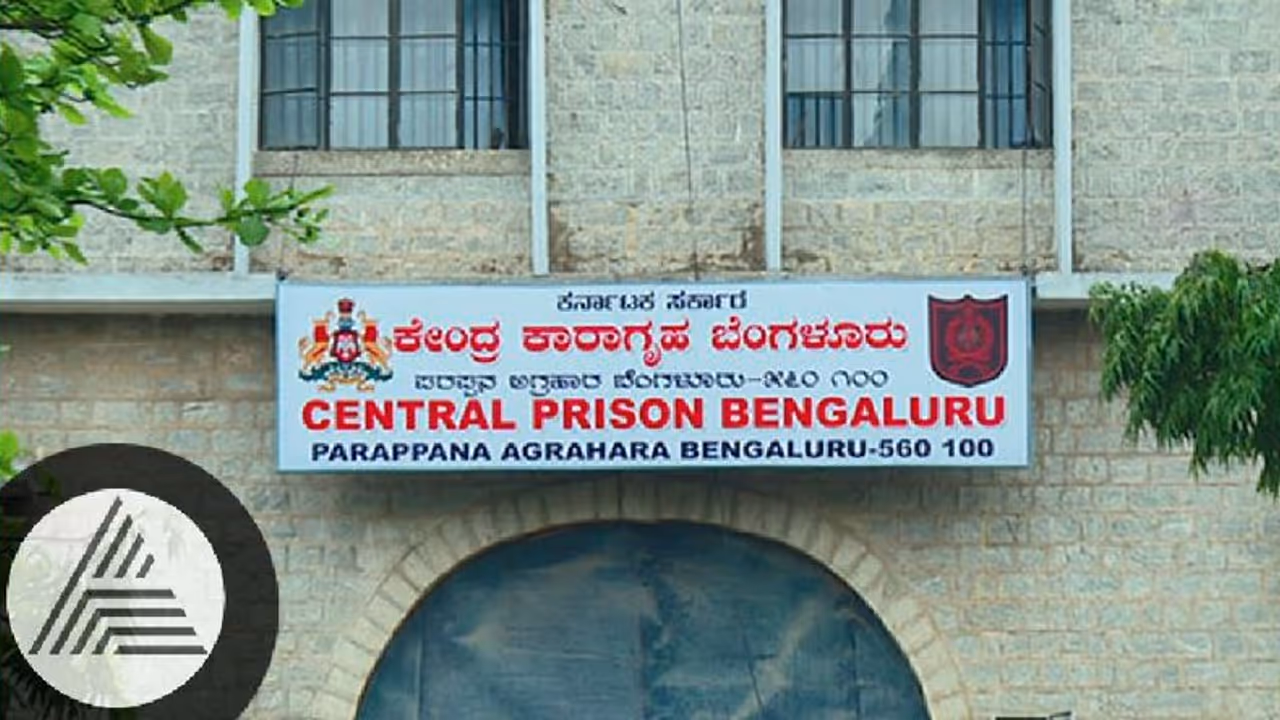 ಕರ್ನಾಟಕ ಸರ್ಕಾರ
ಕೇಂದ್ರ ಕಾರಾಗೃಹ ಬೆಂಗಳೂರು
ಪರಪ್ಪನ ಅಗ್ರಹಾರ ಬೆಂಗಳೂರು-೫೬೦ ೧೦೦
CENTRAL PRISON BENGALURU
PARAPPANA AGRAHARA BENGALURU-560 100